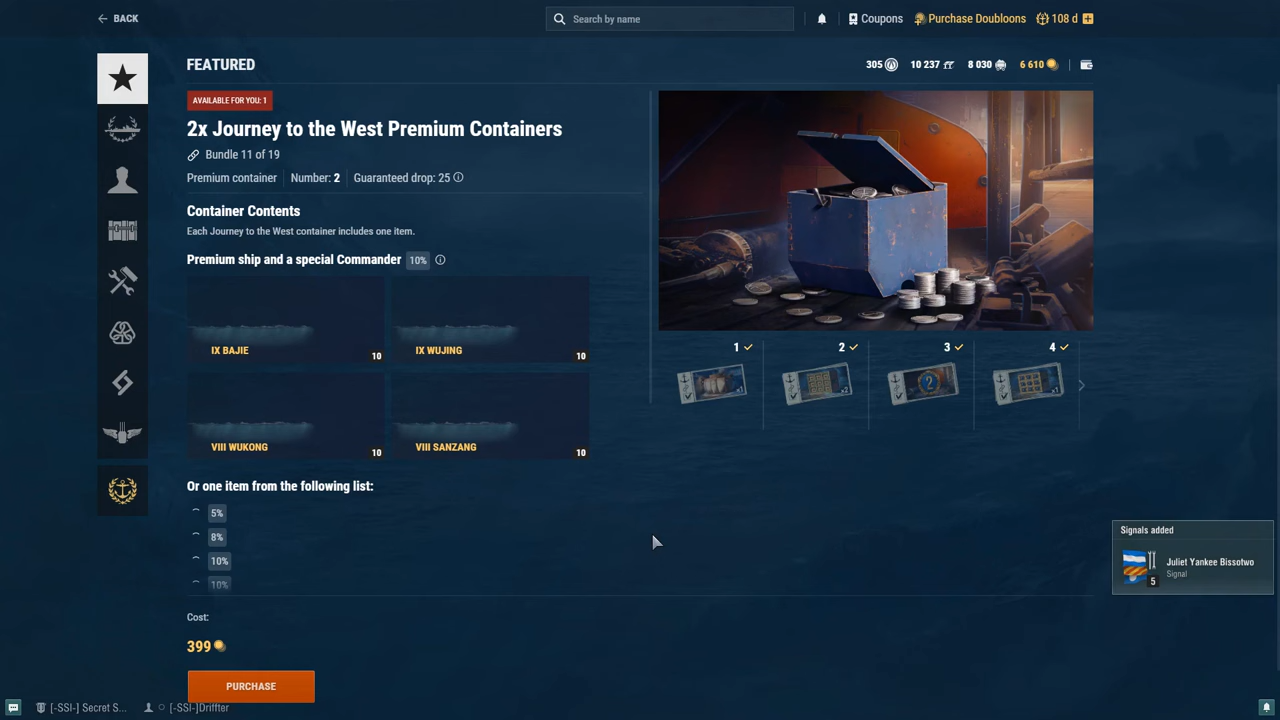 BACK
Search by name
Coupons
Purchase Doubloons
108 d
FEATURED
305
10 237
8 030
6 610
AVAILABLE FOR YOU: 1
2x Journey to the West Premium Containers
Bundle 11 of 19
Premium container
Number: 2
Guaranteed drop: 25
Container Contents
Each Journey to the West container includes one item.
Premium ship and a special Commander 10%
IX BAJIE
10
IX WUJING
10
VIII WUKONG
10
VIII SANZANG
10
1
2
3
4
Or one item from the following list:
5%
8%
10%
10%
Signals added
Juliet Yankee Bissotwo
Signal
5
Cost:
399
PURCHASE
[-SSI-] Secret S...
[-SSI-]Driffter